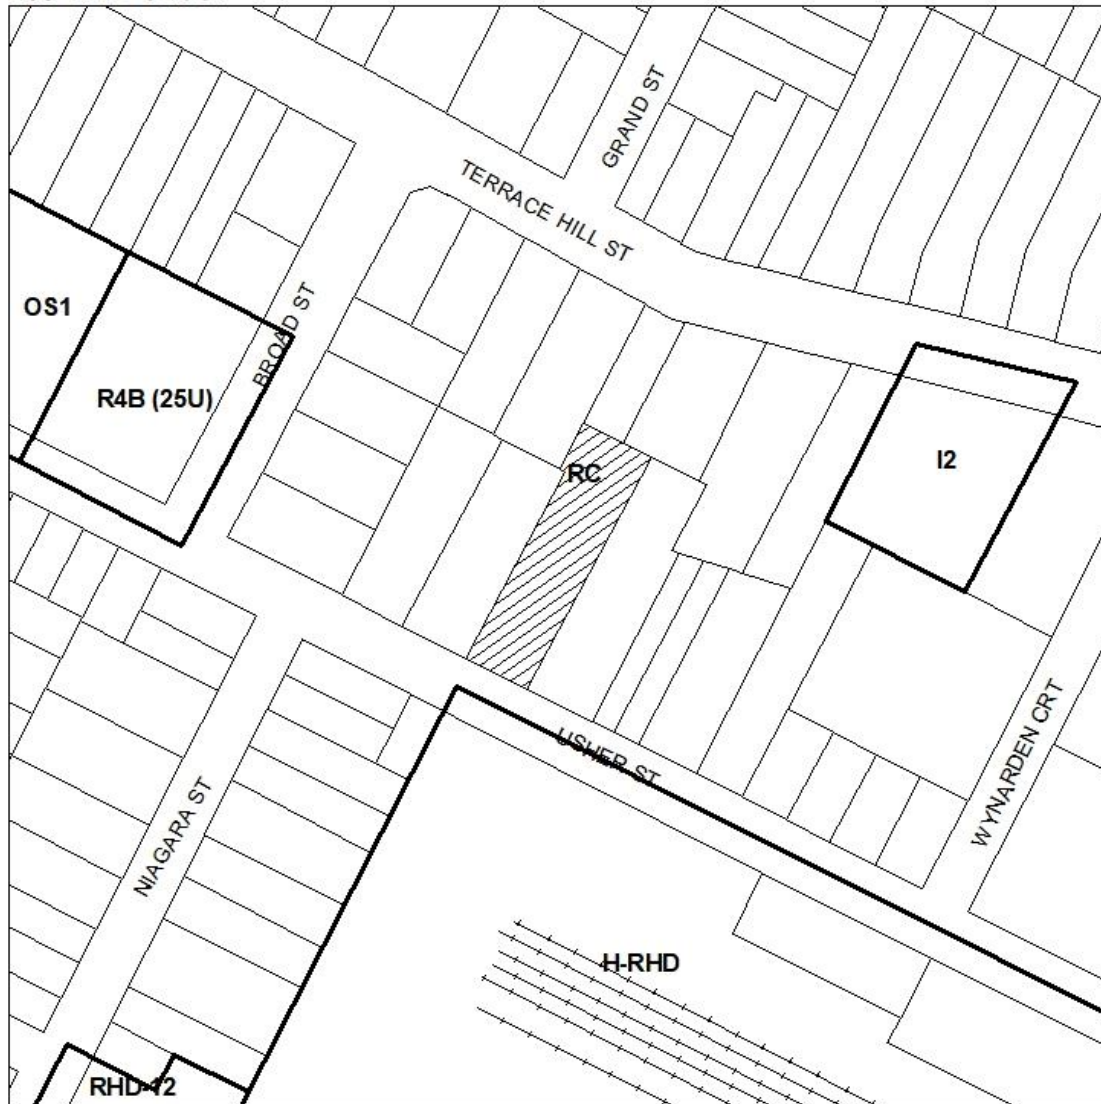 GRAND ST
TERRACE HILL ST
OS1
BROAD ST
R4B (25U)
RC
I2
USHER ST
WYNARDEN CRT
NIAGARA ST
H-RHD
RHD-12